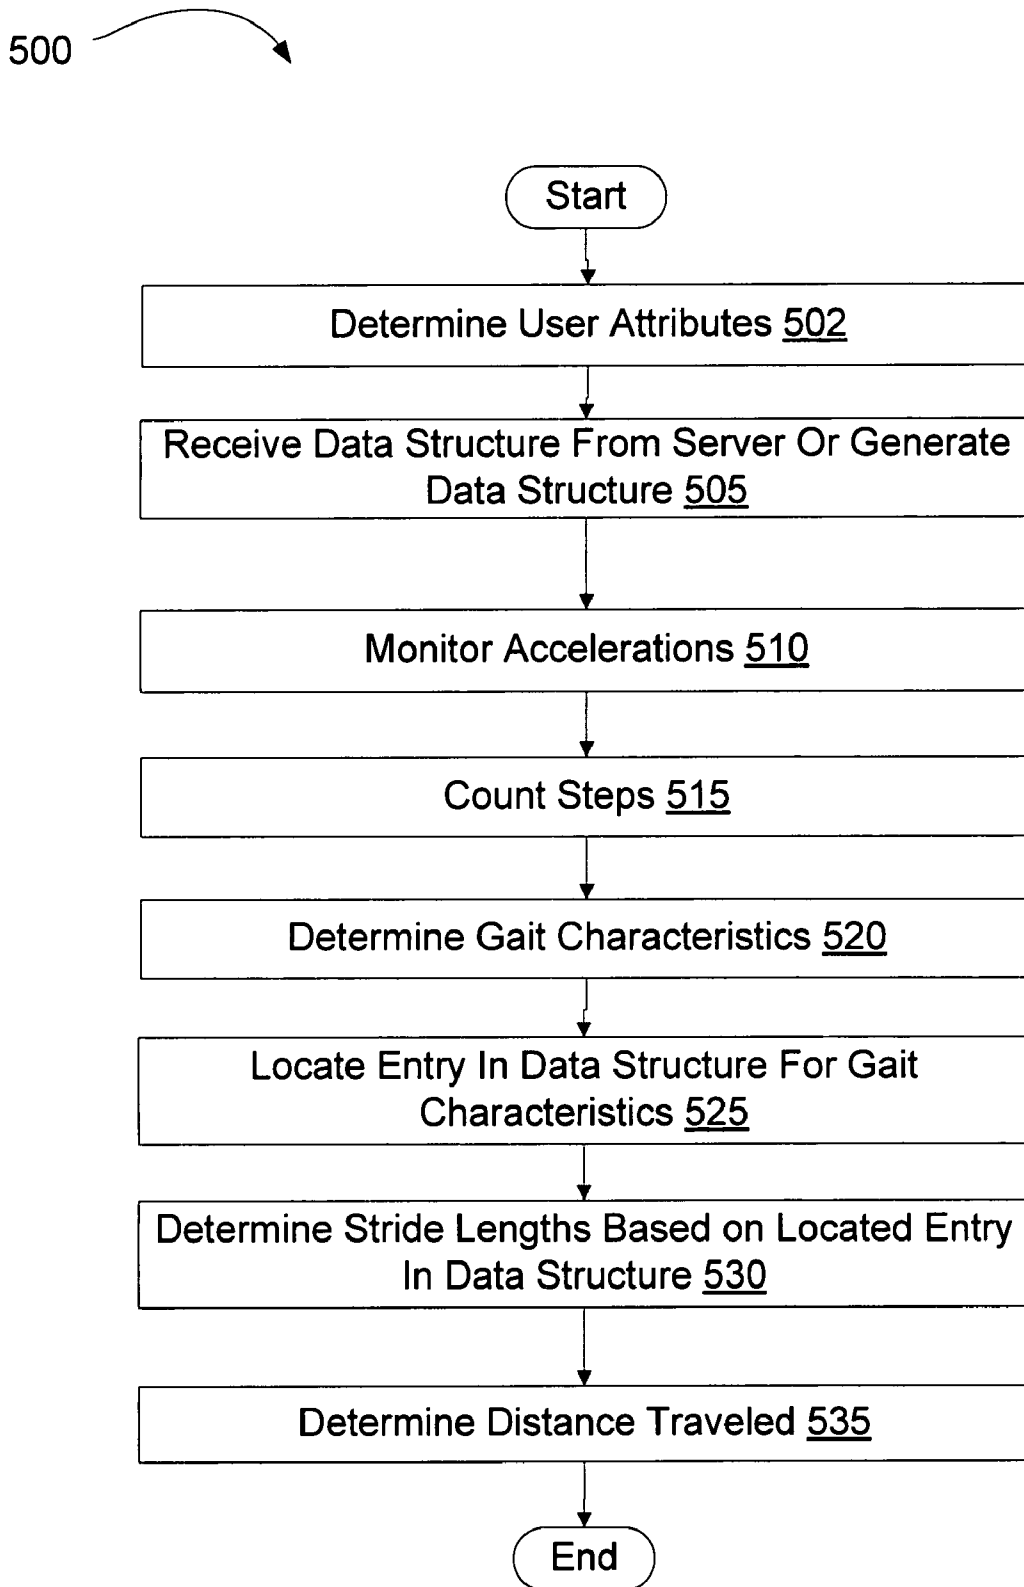 500
Start
Determine User Attributes 502
Receive Data Structure From Server Or Generate
Data Structure 505
Monitor Accelerations 510
Count Steps 515
Determine Gait Characteristics 520
Locate Entry In Data Structure For Gait
Characteristics 525
Determine Stride Lengths Based on Located Entry
In Data Structure 530
Determine Distance Traveled 535
End